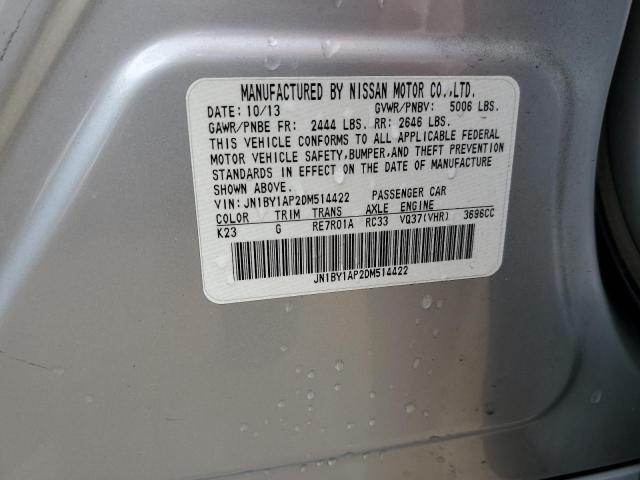 MANUFACTURED BY NISSAN MOTOR CO.,LTD.
DATE: 10/13 GVWR/PNBV: 5006 LBS.
GAWR/PNBE FR: 2444 LBS. RR: 2646 LBS.
THIS VEHICLE CONFORMS TO ALL APPLICABLE FEDERAL
MOTOR VEHICLE SAFETY,BUMPER,AND THEFT PREVENTION
STANDARDS IN EFFECT ON THE DATE OF MANUFACTURE
SHOWN ABOVE.
VIN: JN1BY1AP2DM514422 PASSENGER CAR
COLOR TRIM TRANS AXLE ENGINE
K23 G RE7R01A RC33 VQ37(VHR) 3696CC
JN1BY1AP2DM514422